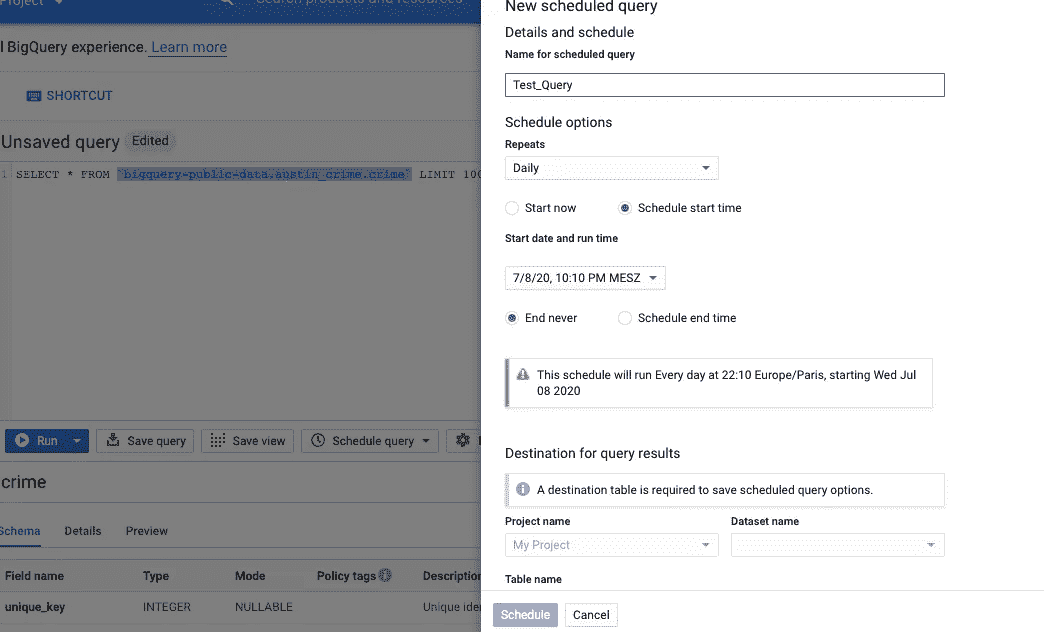 Project
Search products and resources
l BigQuery experience. Learn more
SHORTCUT
Unsaved query Edited
1 SELECT * FROM `bigquery-public-data.austin_crime.crime` LIMIT 100
Run
Save query
Save view
Schedule query
crime
Schema
Details
Preview
Field name
Type
Mode
Policy tags
Description
unique_key
INTEGER
NULLABLE
Unique ide
New scheduled query
Details and schedule
Name for scheduled query
Test_Query
Schedule options
Repeats
Daily
Start now
Schedule start time
Start date and run time
7/8/20, 10:10 PM MESZ
End never
Schedule end time
This schedule will run Every day at 22:10 Europe/Paris, starting Wed Jul
08 2020
Destination for query results
A destination table is required to save scheduled query options.
Project name
Dataset name
My Project
Table name
Schedule
Cancel